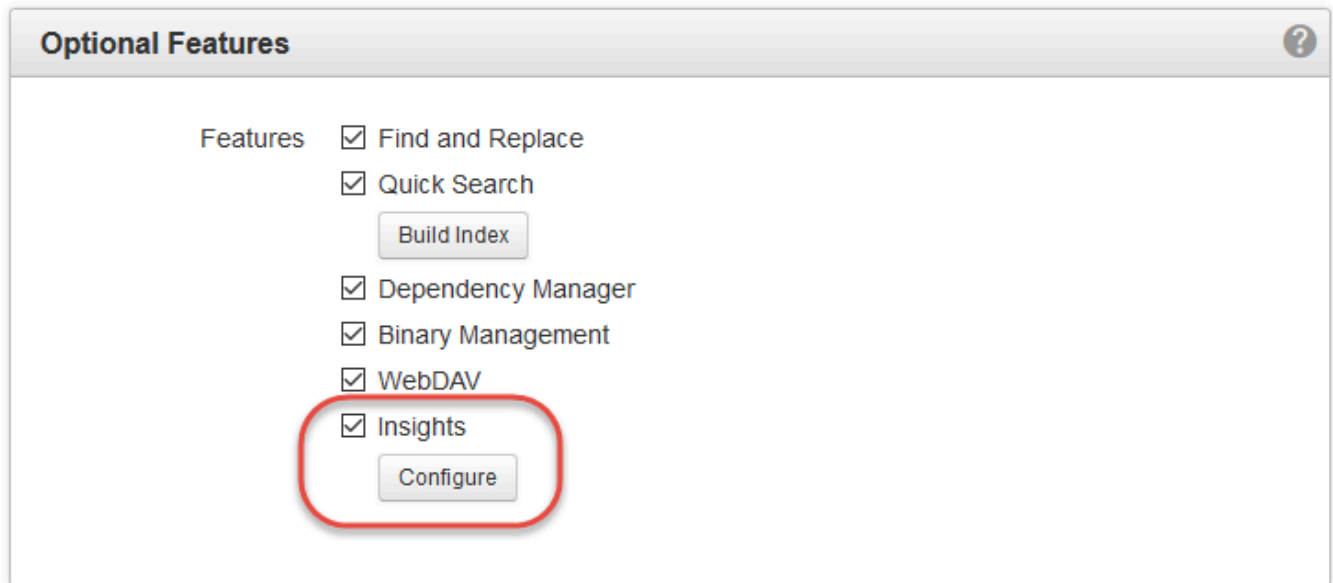 Optional Features
?
Features Find and Replace
Quick Search
Build Index
Dependency Manager
Binary Management
WebDAV
Insights
Configure